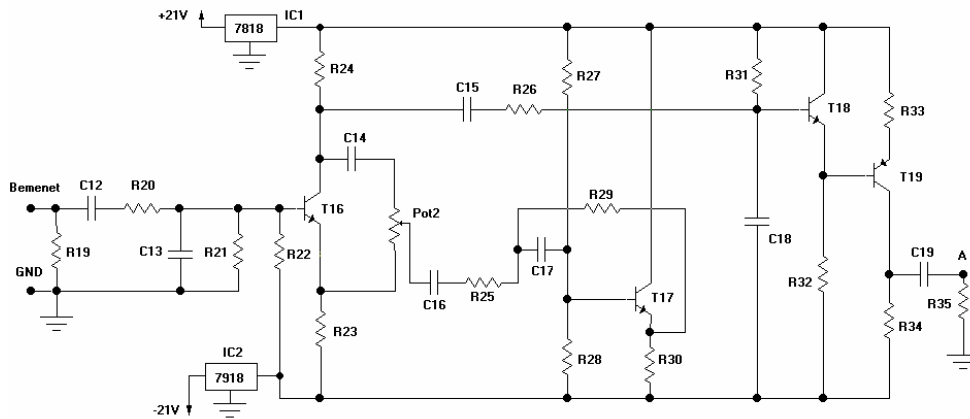 +21V
IC1
7818
R24
R27
R31
C15
R26
T18
R33
C14
T19
Bemenet
C12
R20
T16
Pot2
R29
R19
C13
R21
R22
C17
C18
C19
A
GND
C16
R25
T17
R32
R35
R23
R28
R30
R34
IC2
7918
-21V